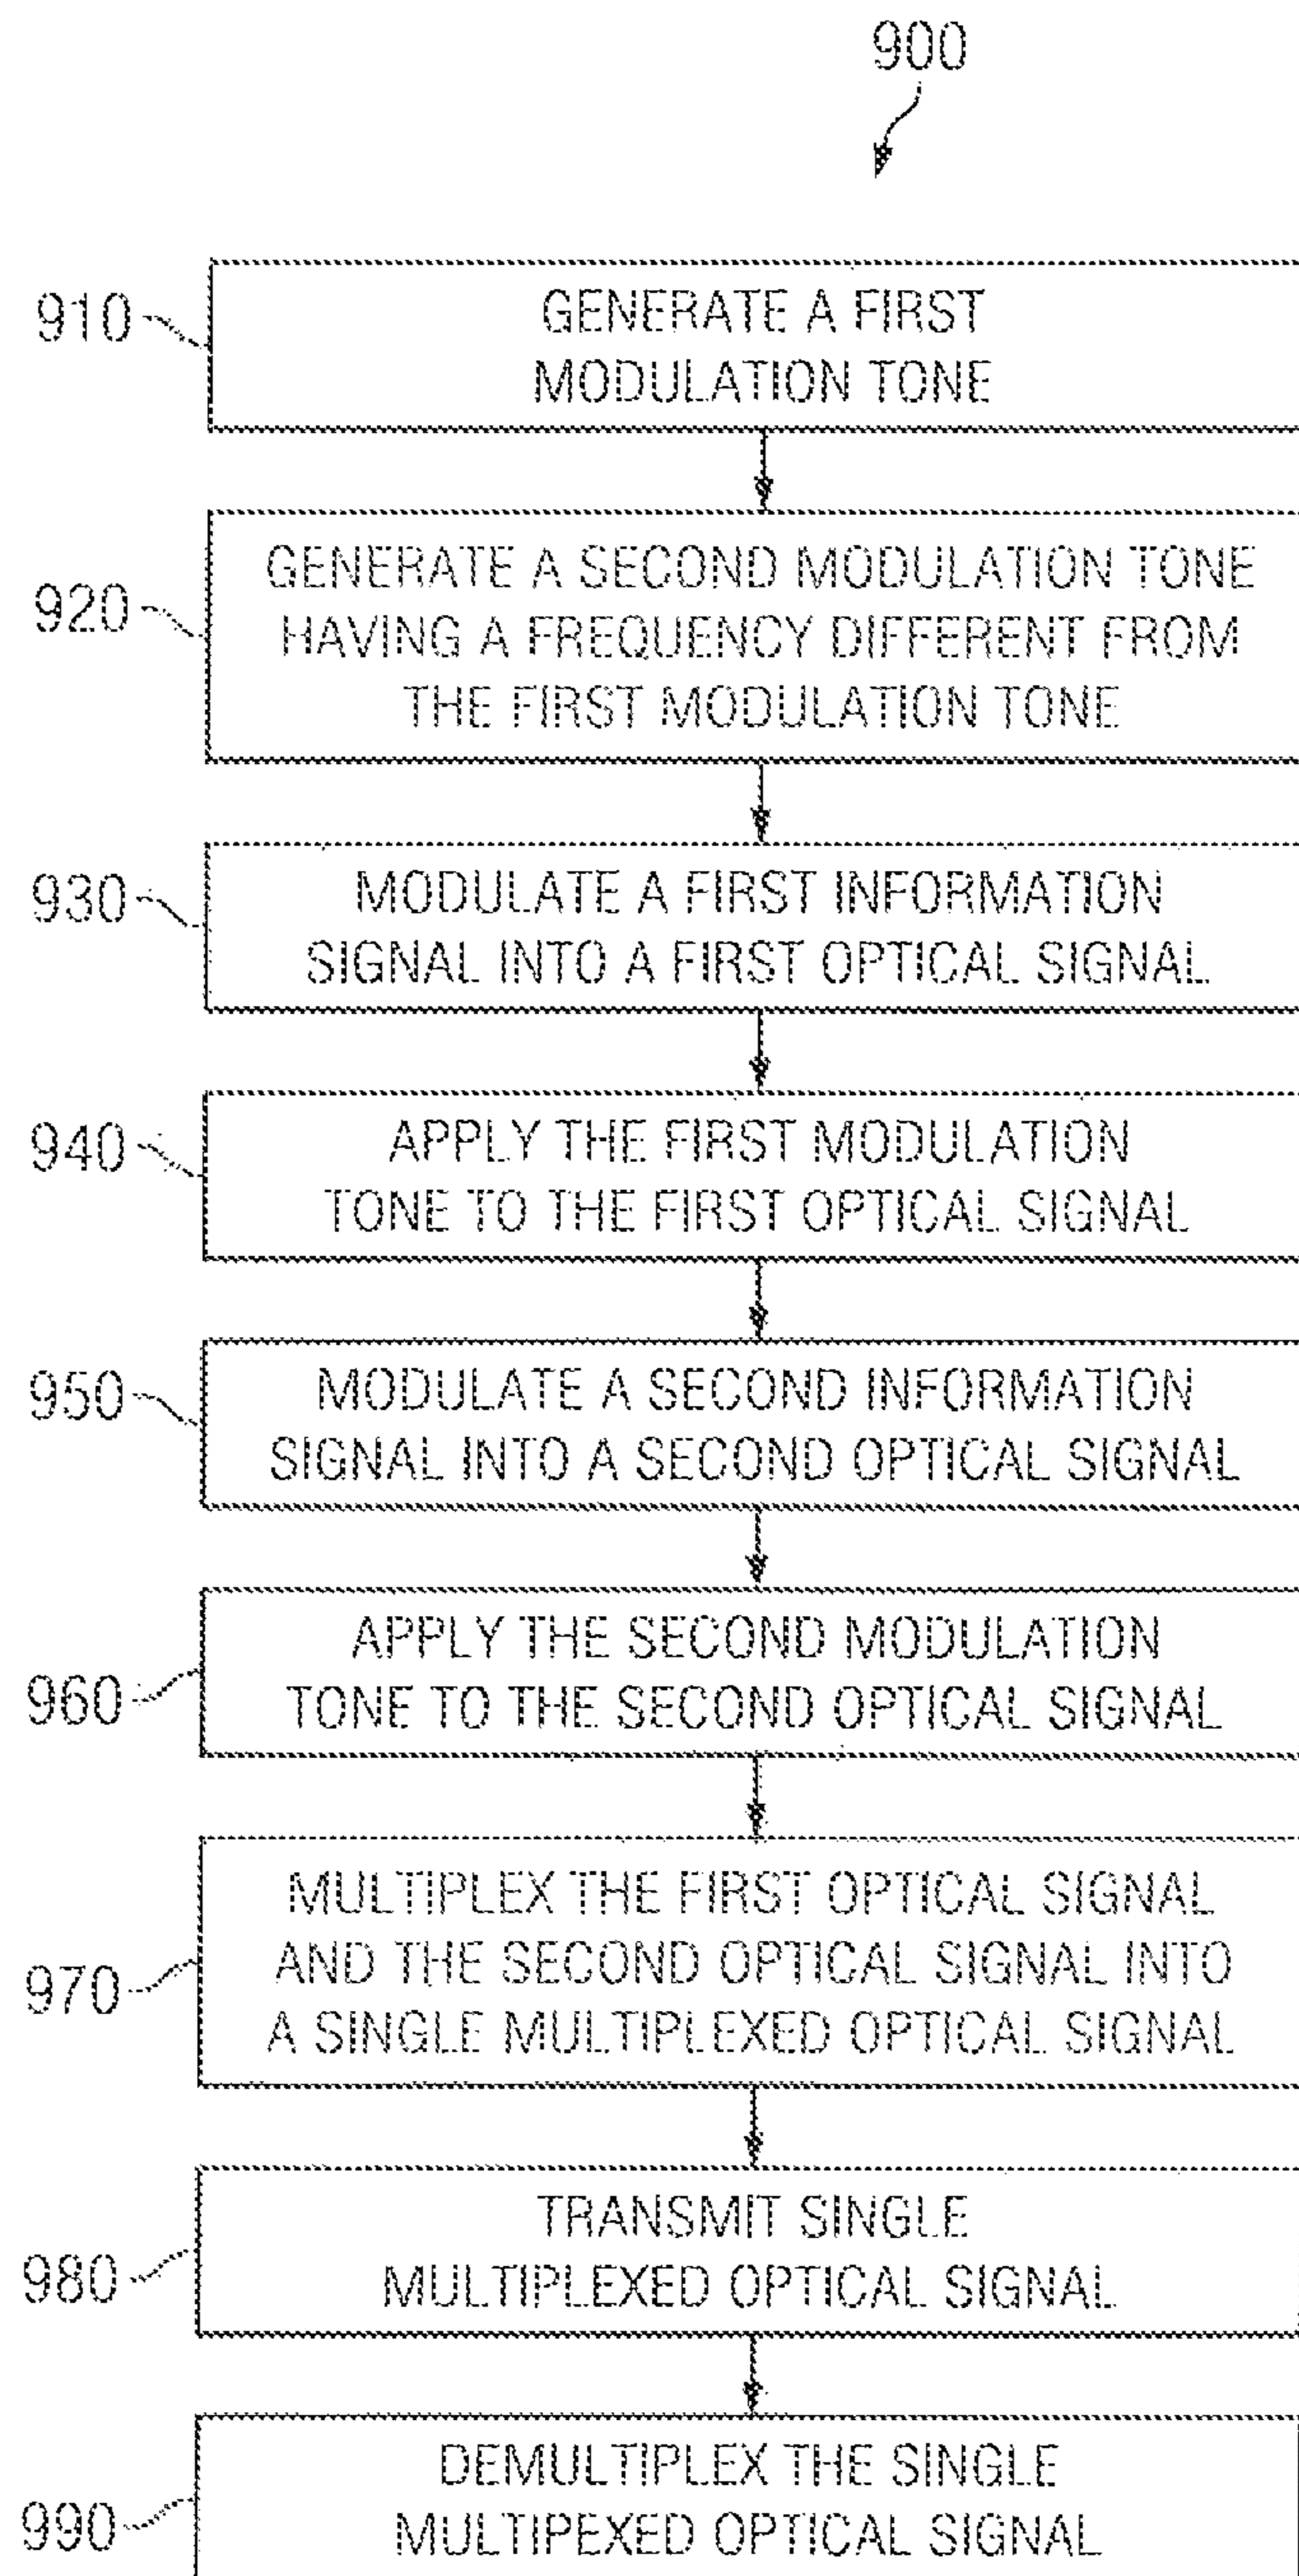 900
910
GENERATE A FIRST
MODULATION TONE
920
GENERATE A SECOND MODULATION TONE
HAVING A FREQUENCY DIFFERENT FROM
THE FIRST MODULATION TONE
930
MODULATE A FIRST INFORMATION
SIGNAL INTO A FIRST OPTICAL SIGNAL
940
APPLY THE FIRST MODULATION
TONE TO THE FIRST OPTICAL SIGNAL
950
MODULATE A SECOND INFORMATION
SIGNAL INTO A SECOND OPTICAL SIGNAL
960
APPLY THE SECOND MODULATION
TONE TO THE SECOND OPTICAL SIGNAL
970
MULTIPLEX THE FIRST OPTICAL SIGNAL
AND THE SECOND OPTICAL SIGNAL INTO
A SINGLE MULTIPLEXED OPTICAL SIGNAL
980
TRANSMIT SINGLE
MULTIPLEXED OPTICAL SIGNAL
990
DEMULTIPLEX THE SINGLE
MULTIPEXED OPTICAL SIGNAL